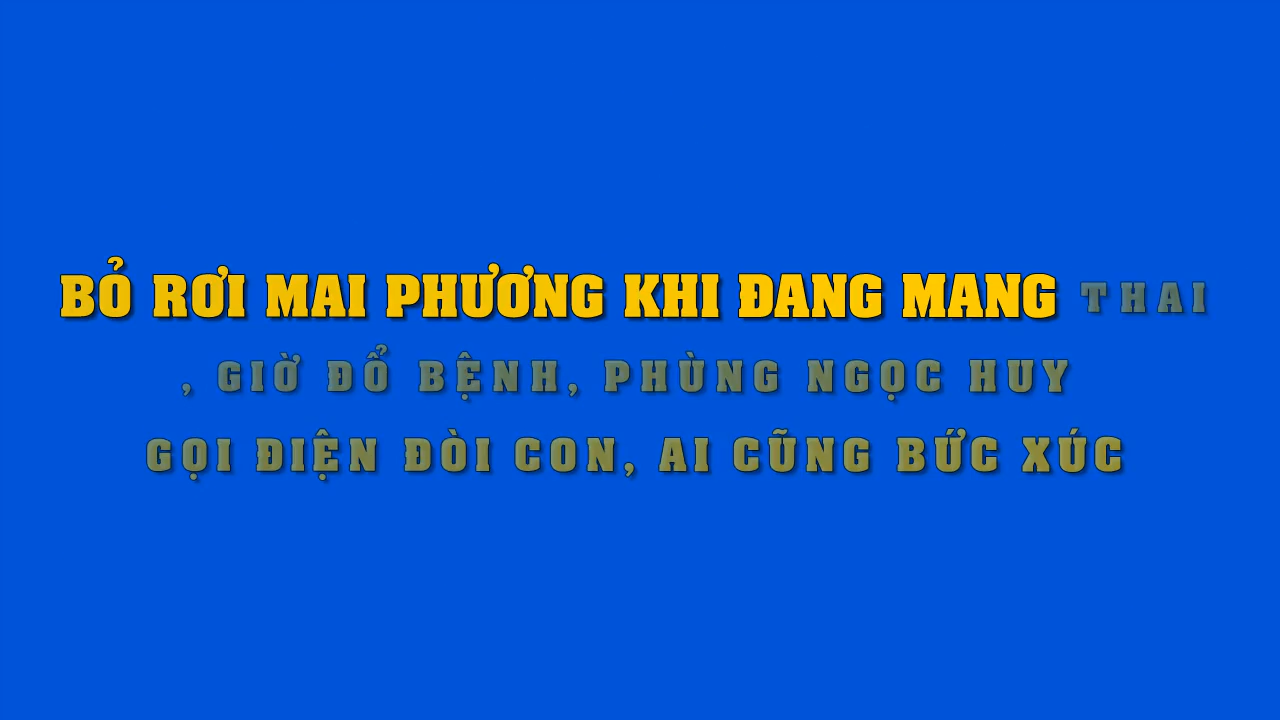 BỎ RƠI MAI PHƯƠNG KHI ĐANG MANG THAI
, GIỜ ĐỔ BỆNH, PHÙNG NGỌC HUY
GỌI ĐIỆN ĐÒI CON, AI CŨNG BỨC XÚC